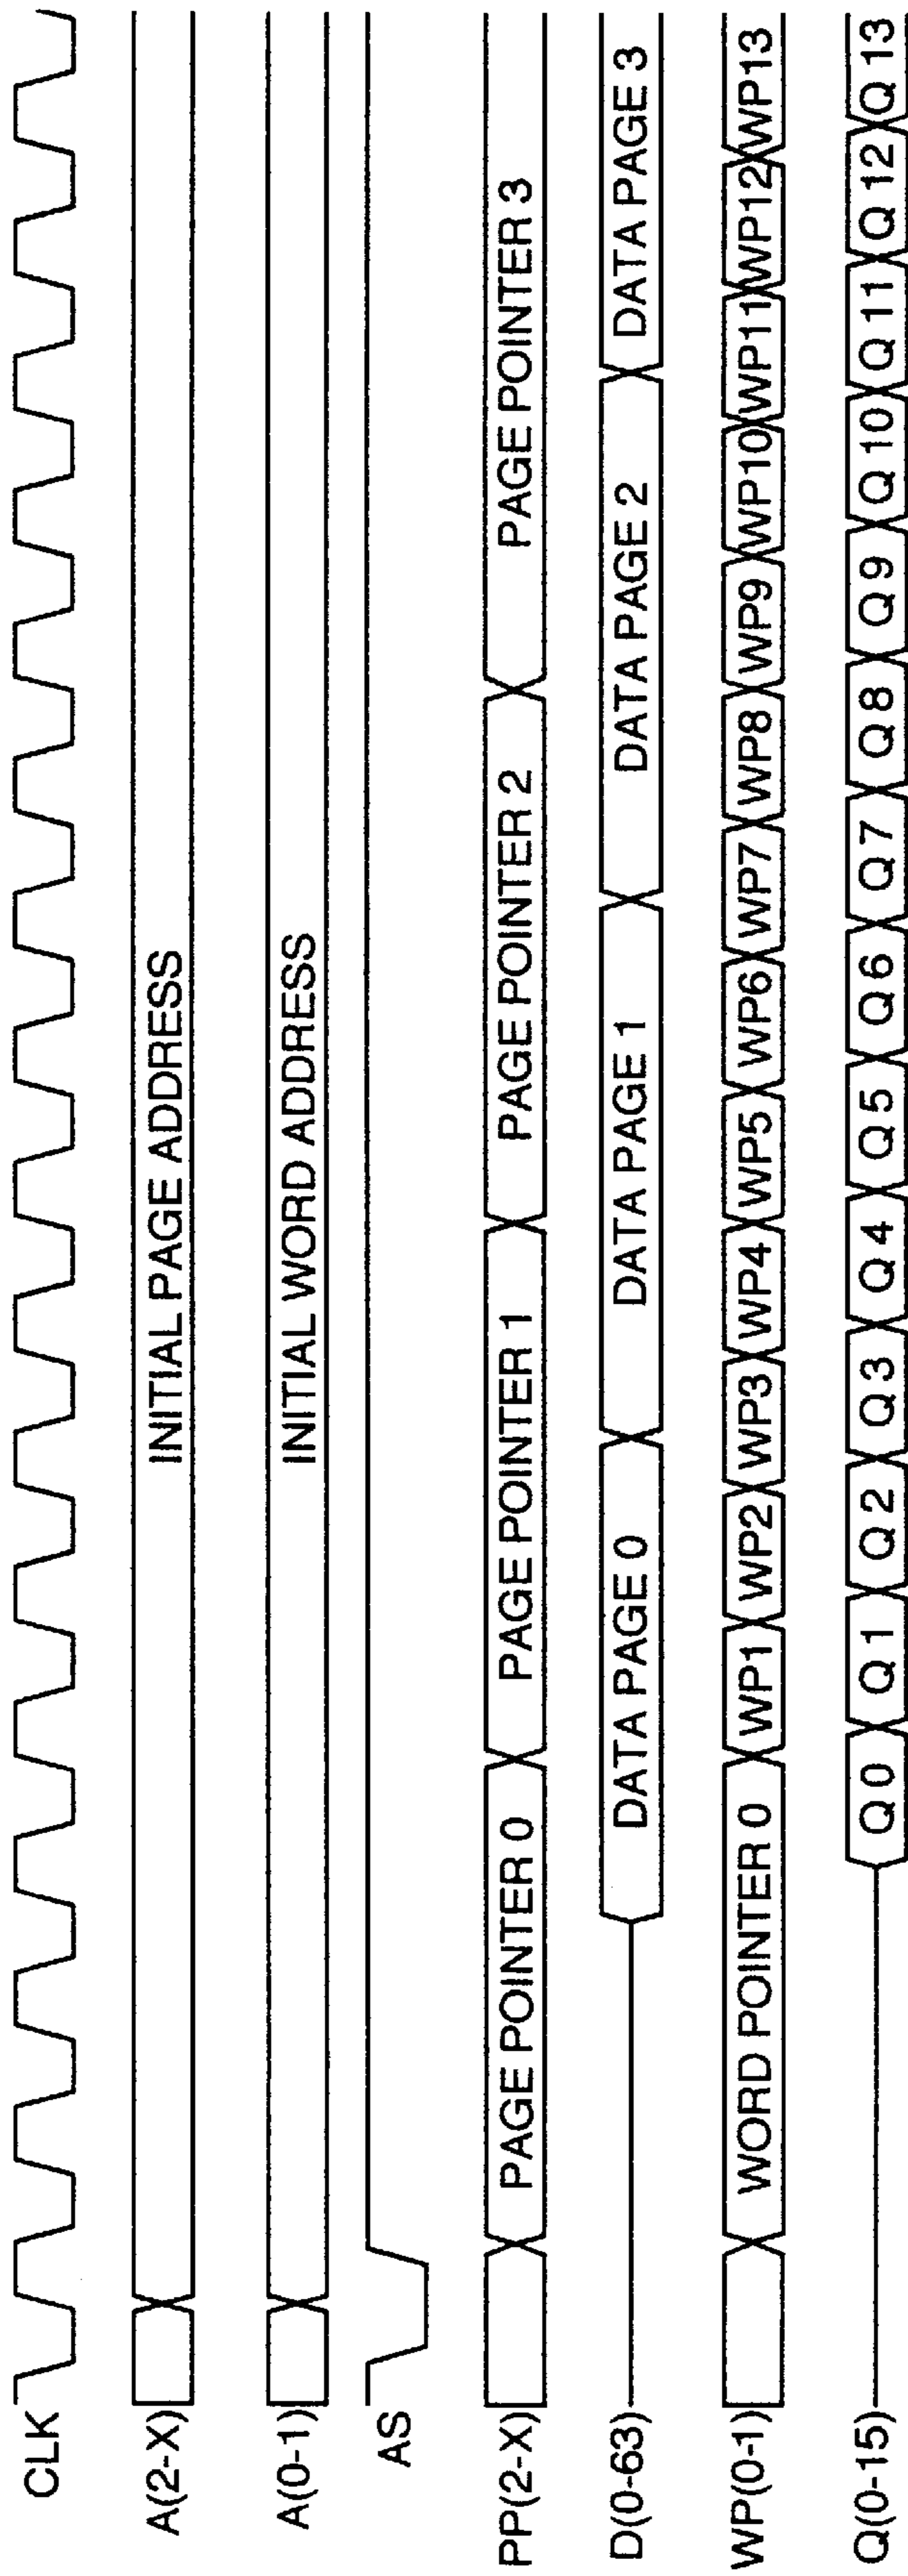 CLK
A(2-X) INITIAL PAGE ADDRESS
A(0-1) INITIAL WORD ADDRESS
AS
PP(2-X) PAGE POINTER 0 PAGE POINTER 1 PAGE POINTER 2 PAGE POINTER 3
D(0-63) DATA PAGE 0 DATA PAGE 1 DATA PAGE 2 DATA PAGE 3
WP(0-1) WORD POINTER 0 WP1 WP2 WP3 WP4 WP5 WP6 WP7 WP8 WP9 WP10 WP11 WP12 WP13
Q(0-15) Q0 Q1 Q2 Q3 Q4 Q5 Q6 Q7 Q8 Q9 Q10 Q11 Q12 Q13